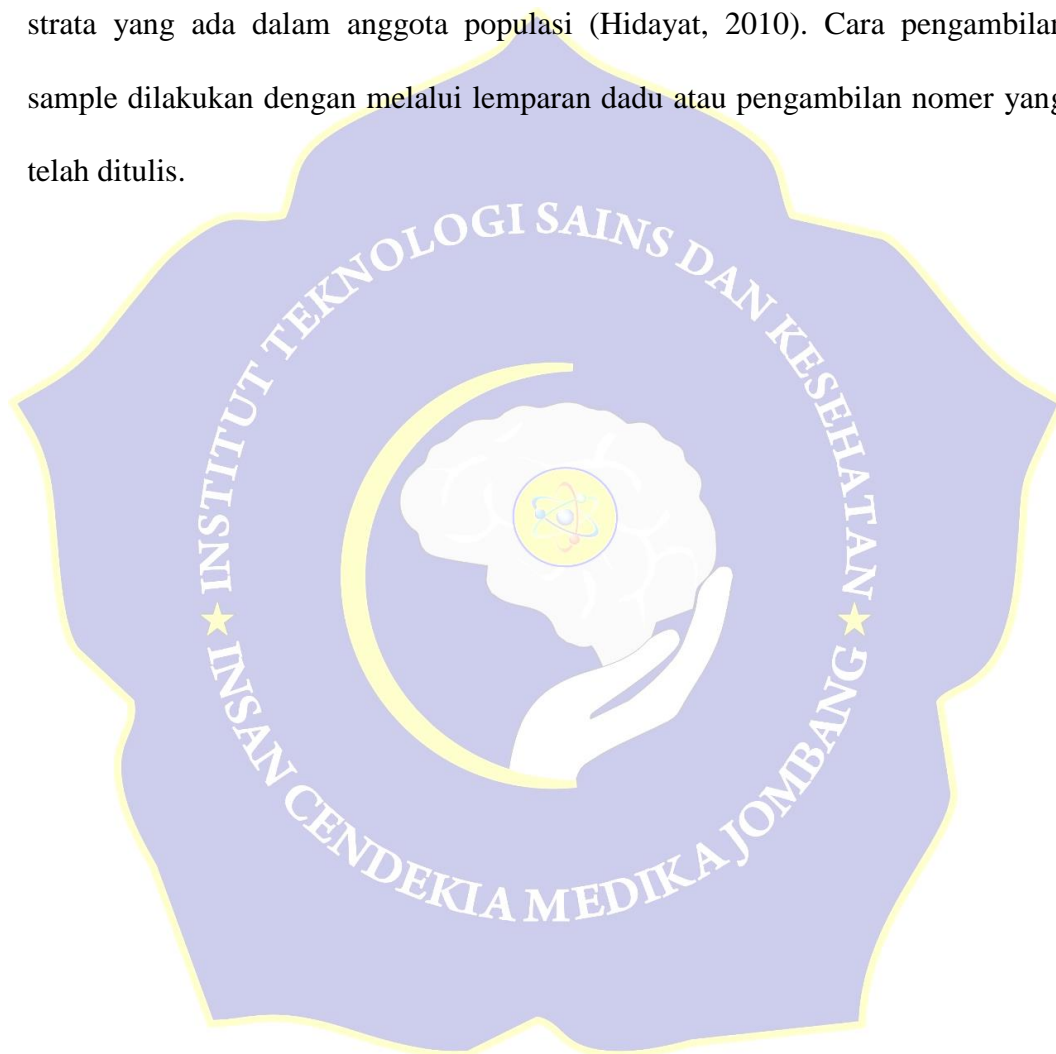 strata yang ada dalam anggota populasi (Hidayat, 2010). Cara pengambilan
sample dilakukan dengan melalui lemparan dadu atau pengambilan nomer yang
telah ditulis.
INSTITUT TEKNOLOGI SAINS DAN KESEHATAN
INSAN CENDEKIA MEDIKA JOMBANG